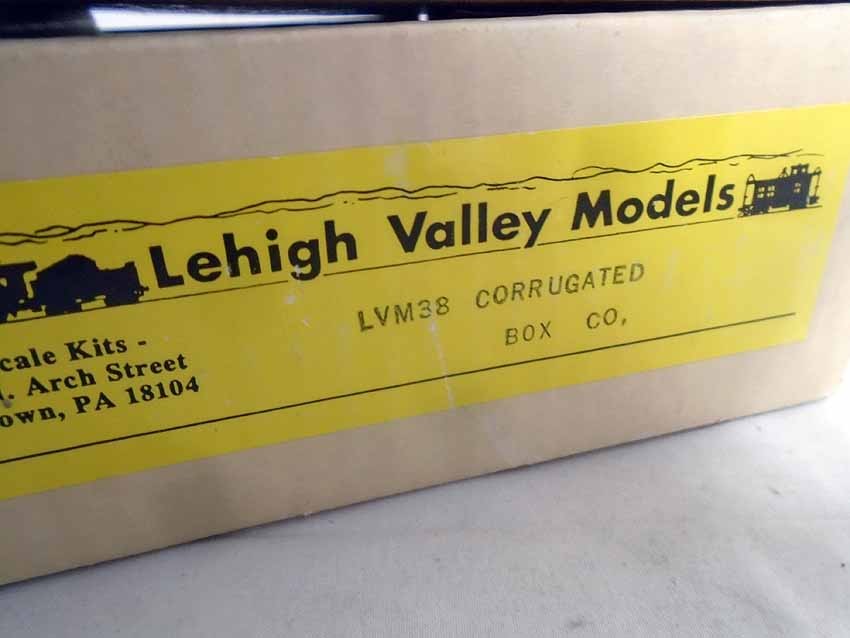 Lehigh Valley Models
LVM38 CORRUGATED
BOX CO,
cale Kits -
. Arch Street
own, PA 18104